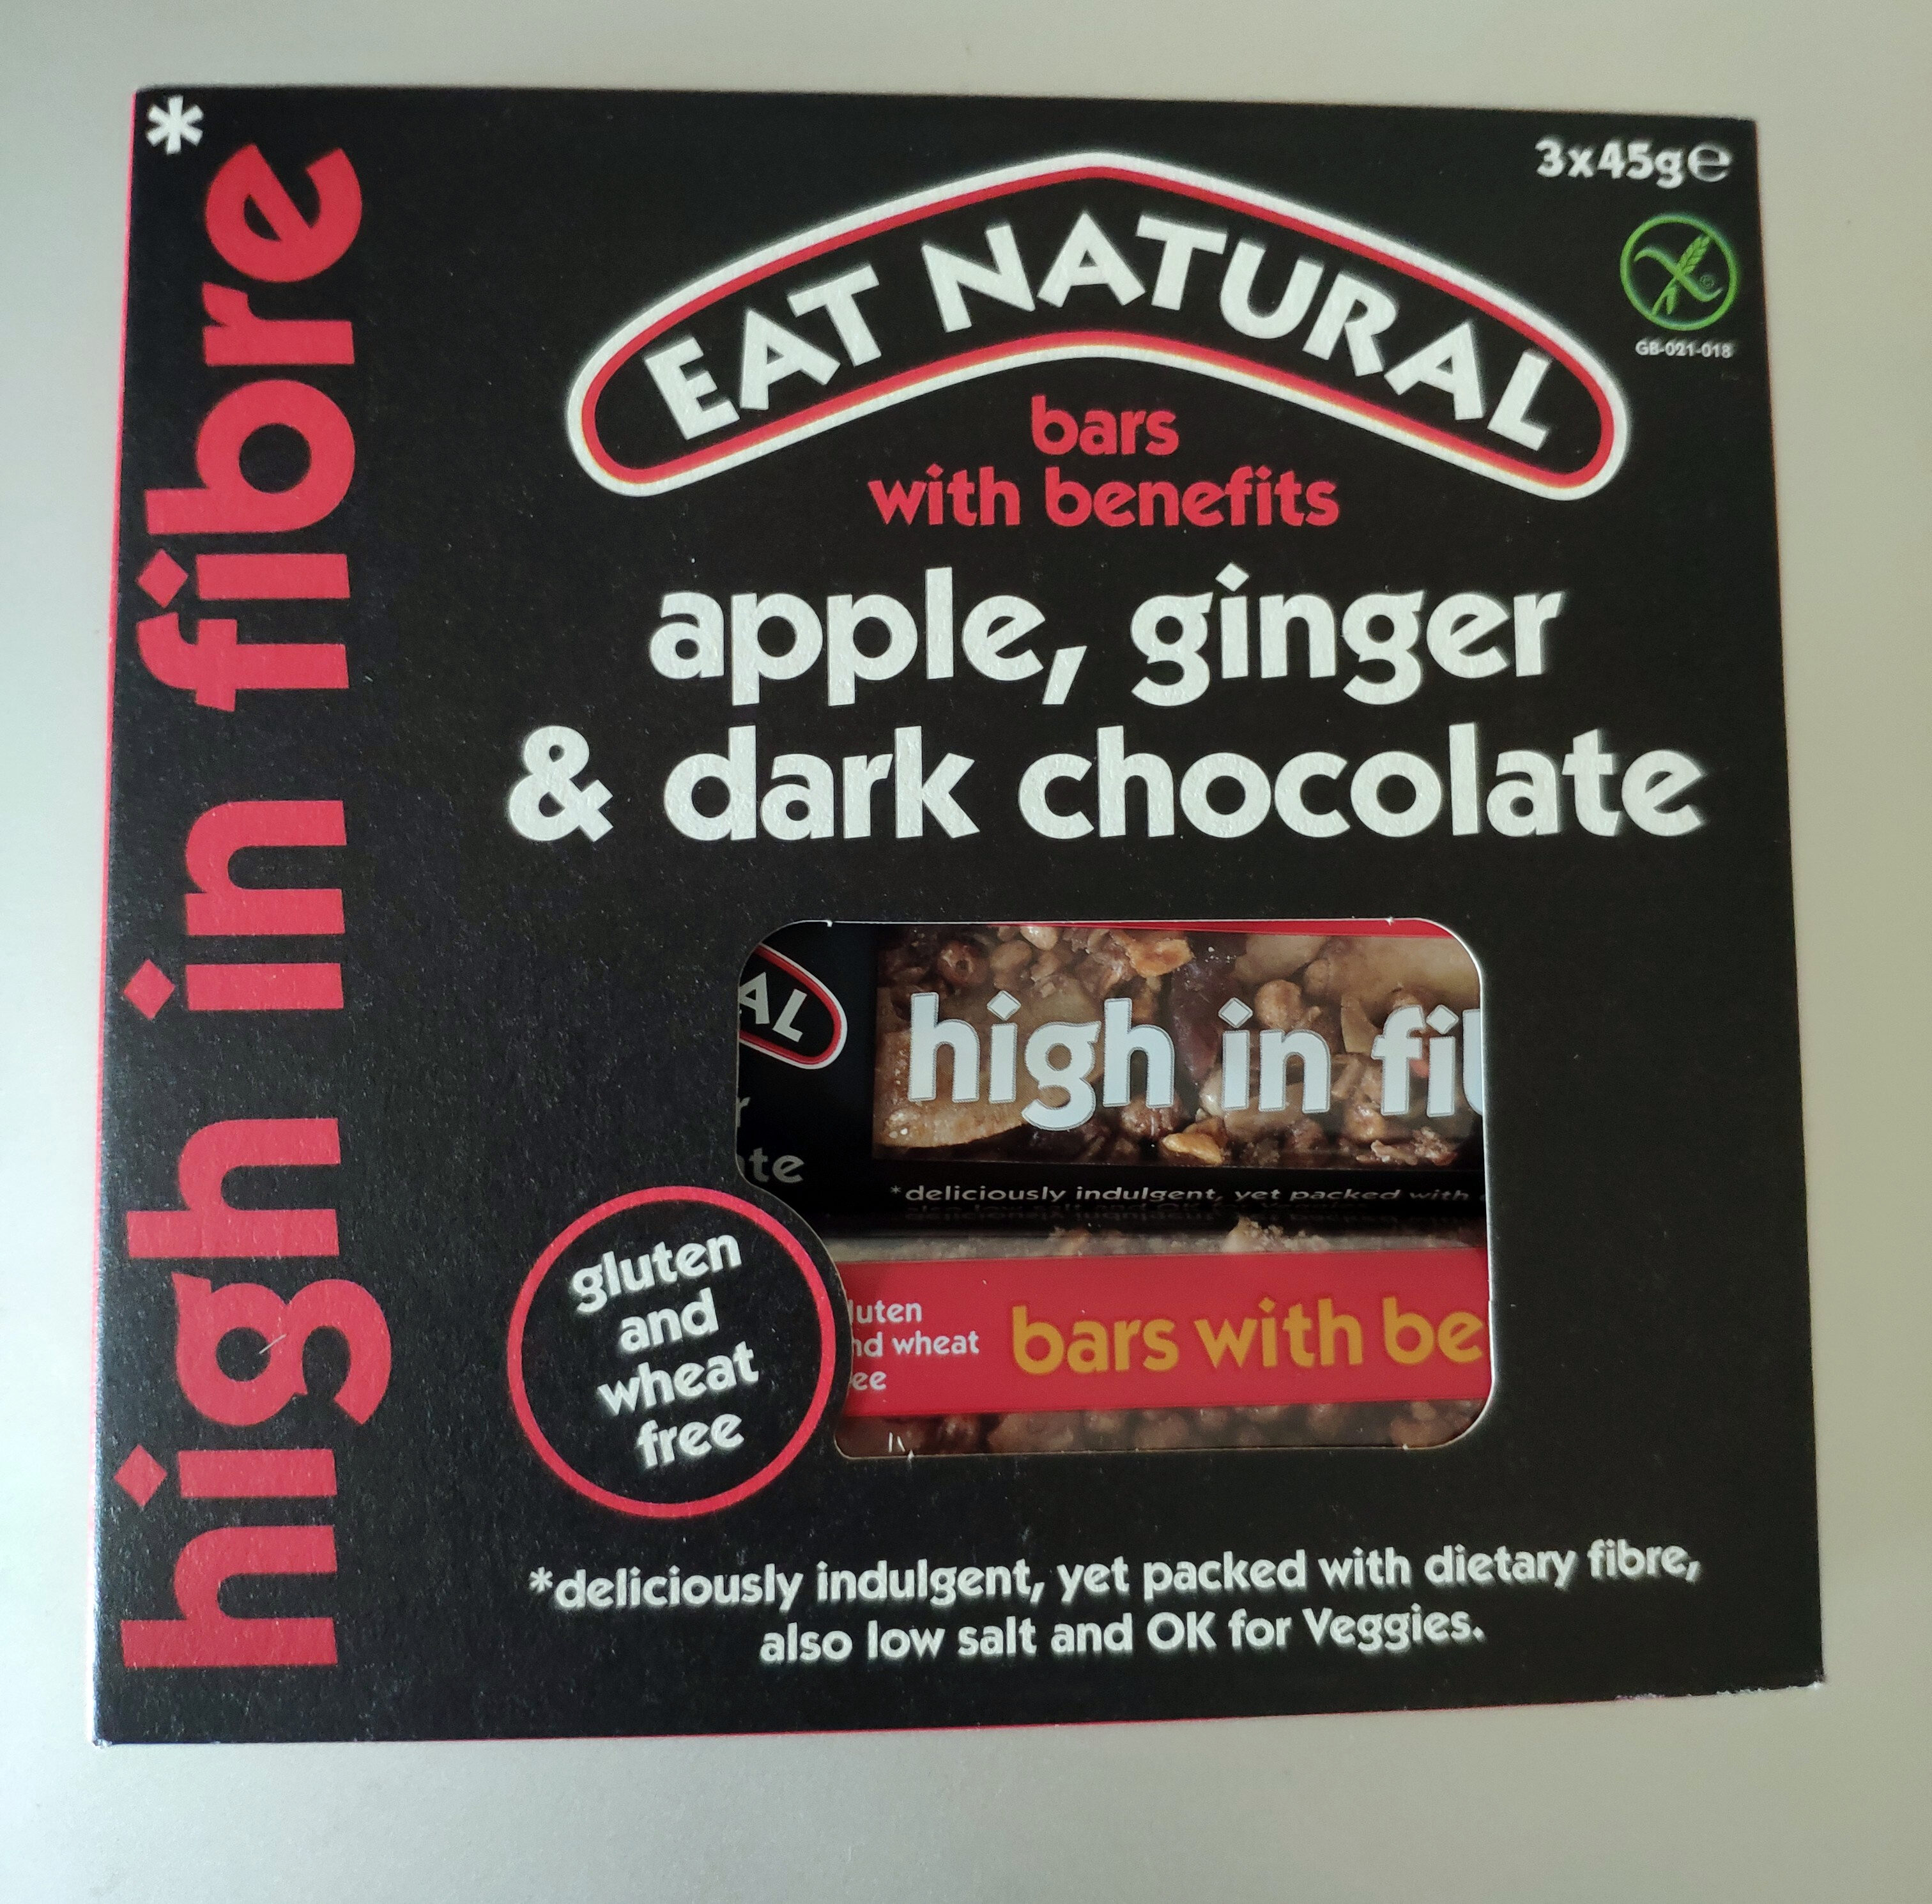 *
high in fibre
3x45g℮
EAT NATURAL
©
GB-021-018
bars
with benefits
apple, ginger
& dark chocolate
AL
r
te
high in fi
*deliciously indulgent, yet packed with
gluten
and
wheat
free
luten
nd wheat
ee
bars with be
*deliciously indulgent, yet packed with dietary fibre,
also low salt and OK for Veggies.